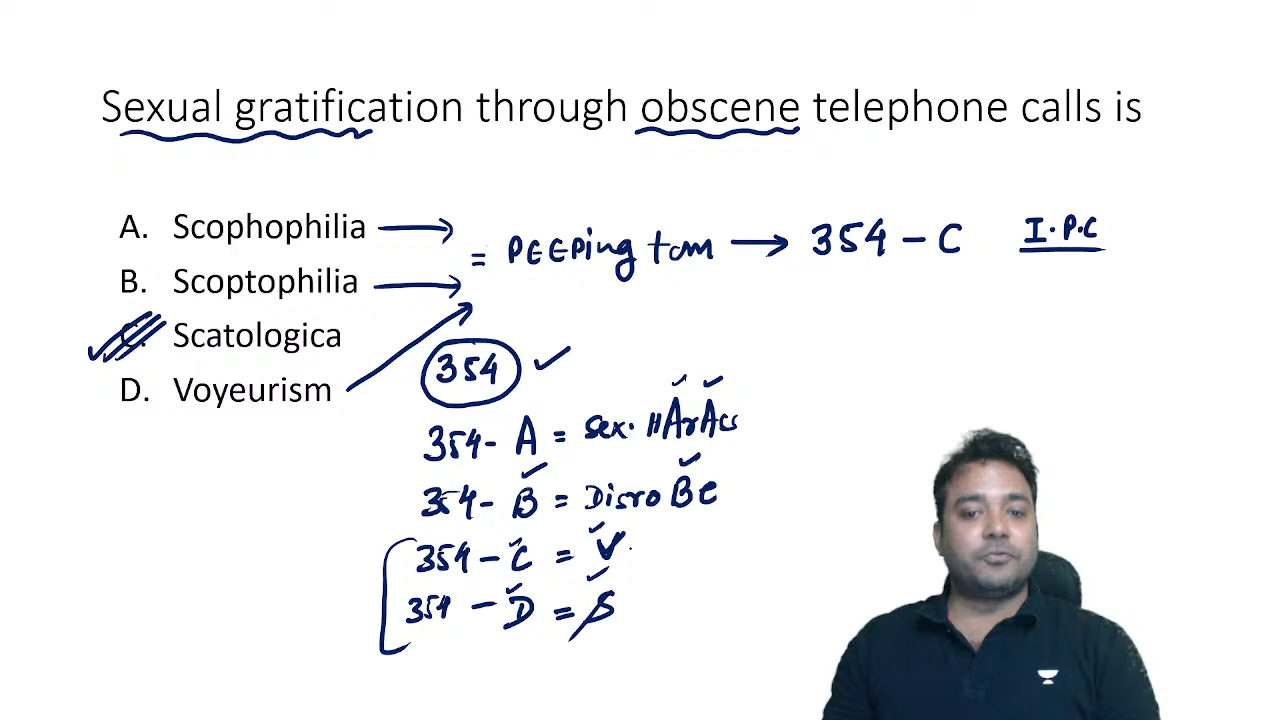 Sexual gratification through obscene telephone calls is
A. Scophophilia
= PEEPing tom → 354 - C I.P.C
B. Scoptophilia
C. Scatologica
D. Voyeurism
354
354- A = sex. HArAss
354- B = DisroBe
354 - C = V
354 - D = S